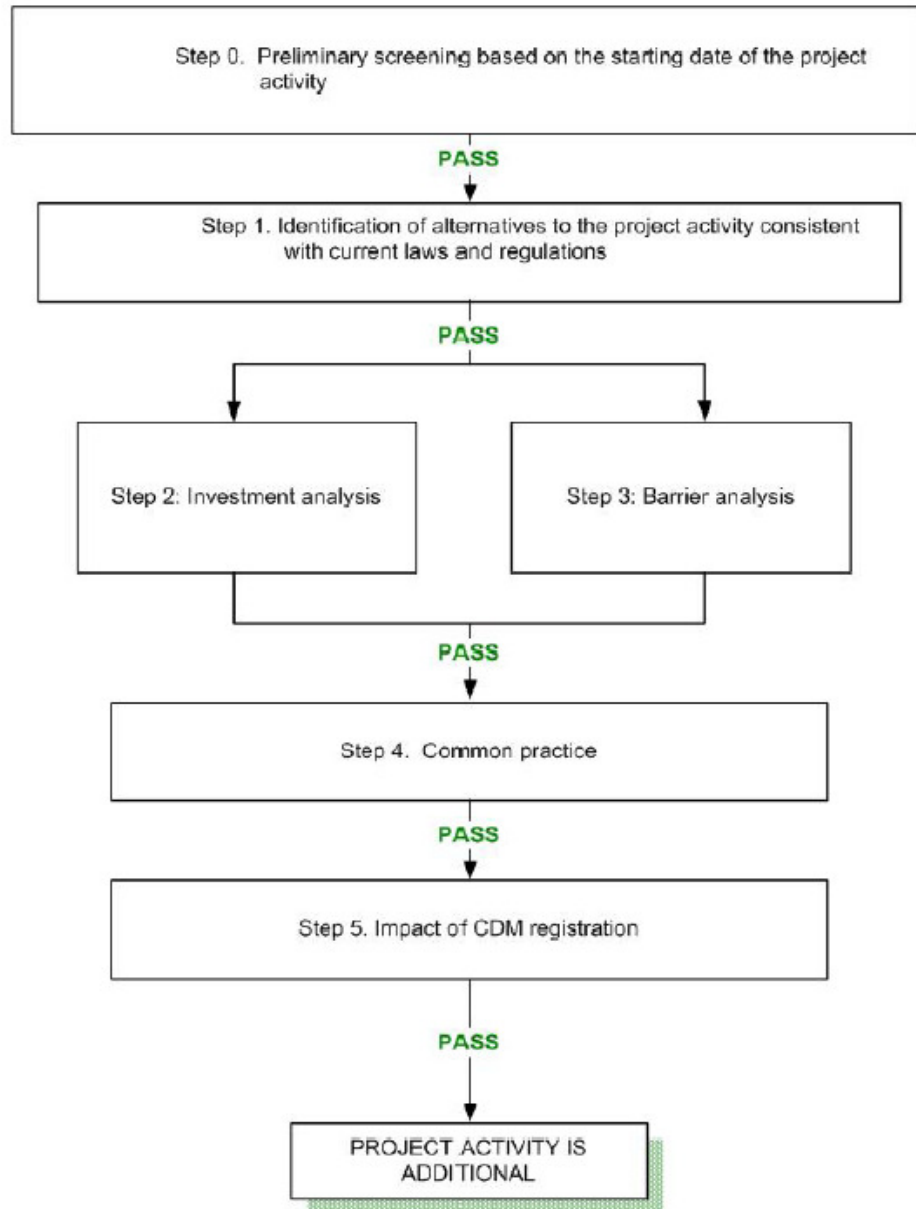 Step 0. Preliminary screening based on the starting date of the project
activity
PASS
Step 1. Identification of alternatives to the project activity consistent
with current laws and regulations
PASS
Step 2: Investment analysis
Step 3: Barrier analysis
PASS
Step 4. Common practice
PASS
Step 5. Impact of CDM registration
PASS
PROJECT ACTIVITY IS
ADDITIONAL